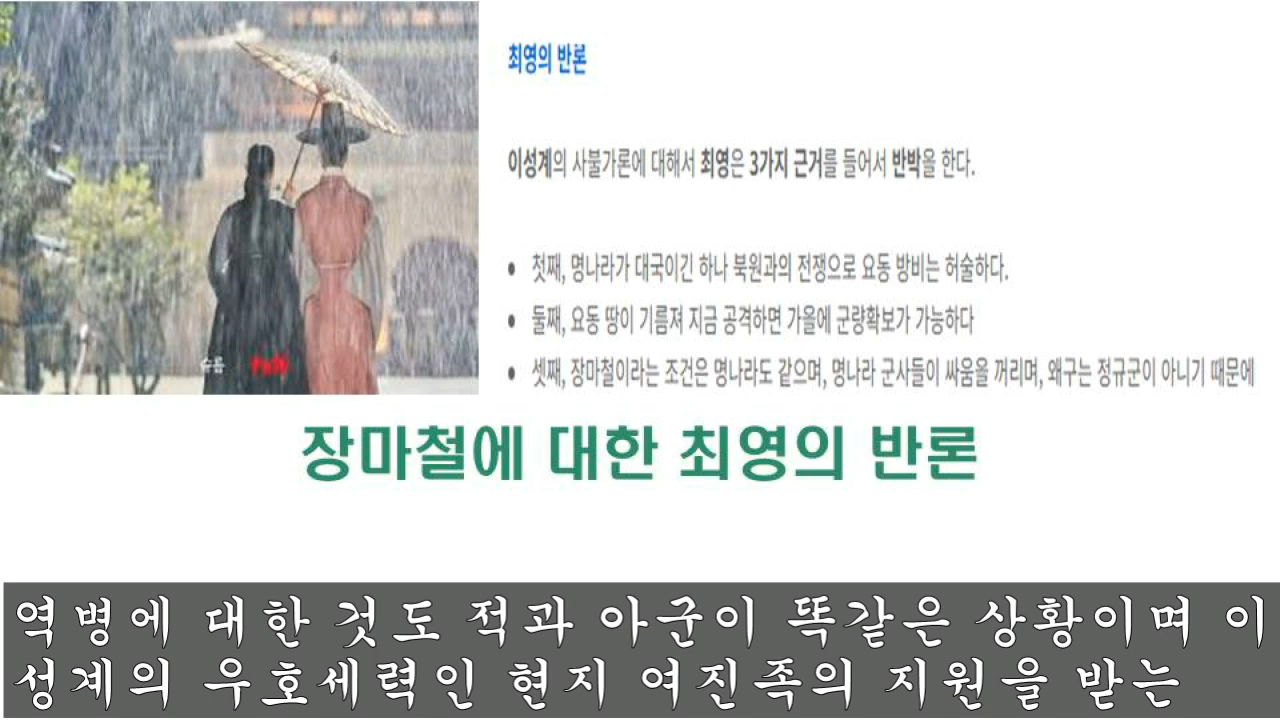 최영의 반론
이성계의 사불가론에 대해서 최영은 3가지 근거를 들어서 반박을 한다.
• 첫째, 명나라가 대국이긴 하나 북원과의 전쟁으로 요동 방비는 허술하다.
• 둘째, 요동 땅이 기름져 지금 공격하면 가을에 군량확보가 가능하다
• 셋째, 장마철이라는 조건은 명나라도 같으며, 명나라 군사들이 싸움을 꺼리며, 왜구는 정규군이 아니기 때문에
슈룹 tvN
장마철에 대한 최영의 반론
역병에 대한 것도 적과 아군이 똑같은 상황이며 이
성계의 우호세력인 현지 여진족의 지원을 받는